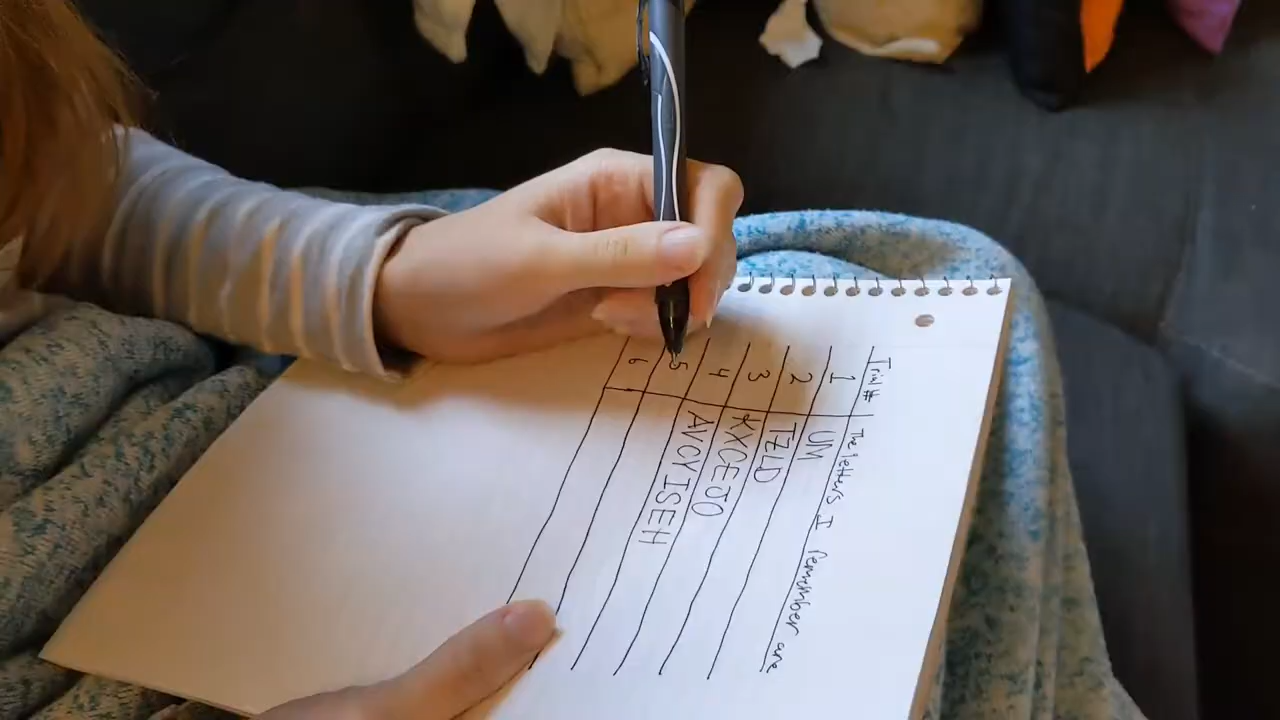 Trial # The letters I Remember are
1 UM
2 TZLD
3 KXCEJO
4 AVCYISEH
5
6